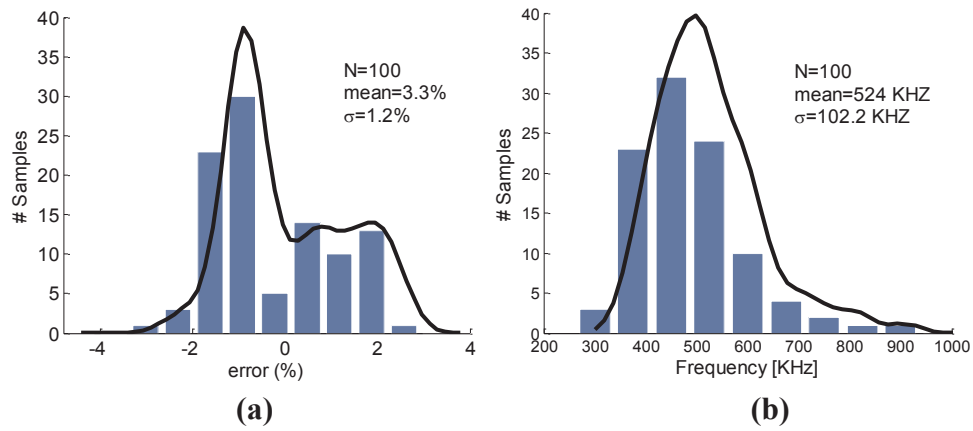 40
35
30
25
20
15
10
5
0
# Samples
N=100
mean=3.3%
σ=1.2%
-4
-2
0
2
4
error (%)
(a)
40
35
30
25
20
15
10
5
0
# Samples
N=100
mean=524 KHZ
σ=102.2 KHZ
200
300
400
500
600
700
800
900
1000
Frequency [KHz]
(b)